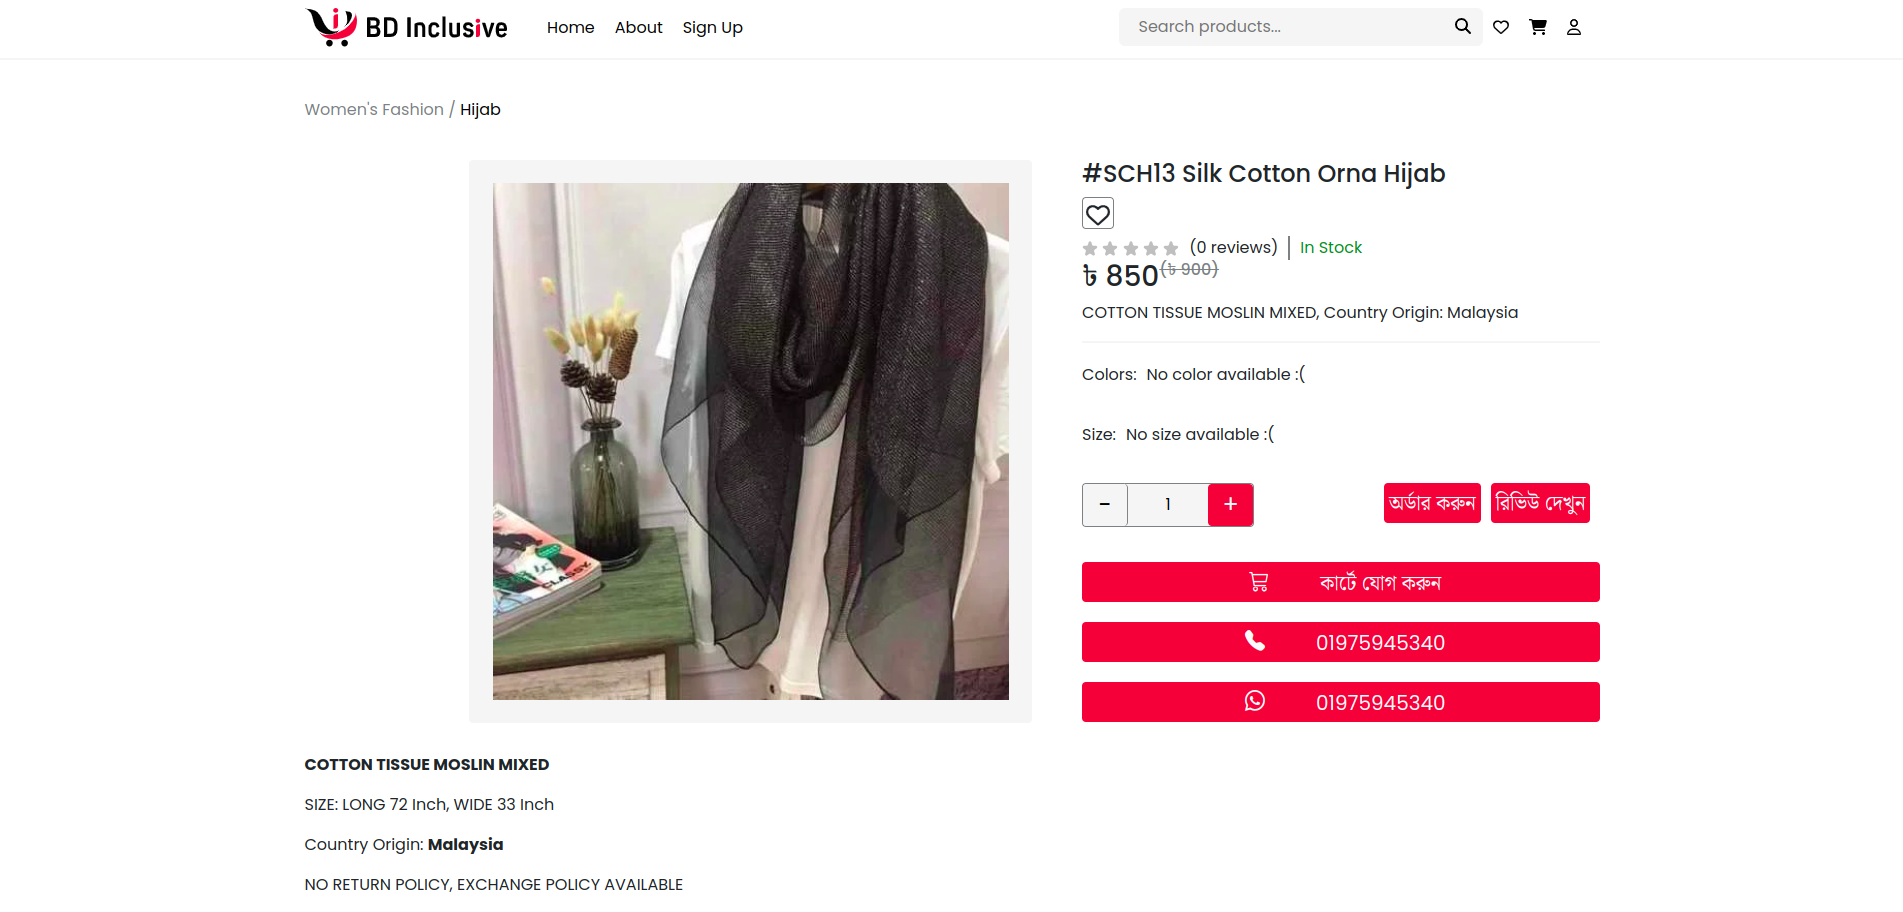 BD Inclusive
Home About Sign Up
Search products...
Women's Fashion / Hijab
#SCH13 Silk Cotton Orna Hijab
(0 reviews) In Stock
৳ 850 (৳ 900)
COTTON TISSUE MOSLIN MIXED, Country Origin: Malaysia
Colors: No color available :(
Size: No size available :(
- 1 +
অর্ডার করুন রিভিউ দেখুন
কার্টে যোগ করুন
01975945340
01975945340
CLASSY
COTTON TISSUE MOSLIN MIXED
SIZE: LONG 72 Inch, WIDE 33 Inch
Country Origin: Malaysia
NO RETURN POLICY, EXCHANGE POLICY AVAILABLE